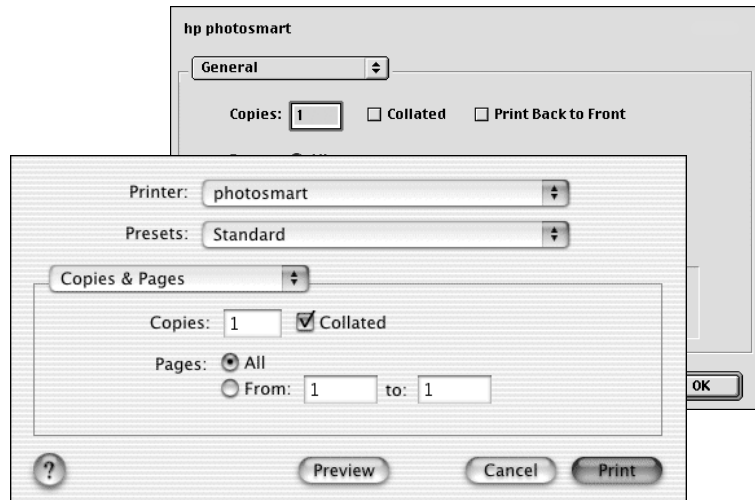 hp photosmart
General
Copies: 1 Collated Print Back to Front
Printer: photosmart
Presets: Standard
Copies & Pages
Copies: 1 Collated
Pages: All
From: 1 to: 1
OK
? Preview Cancel Print